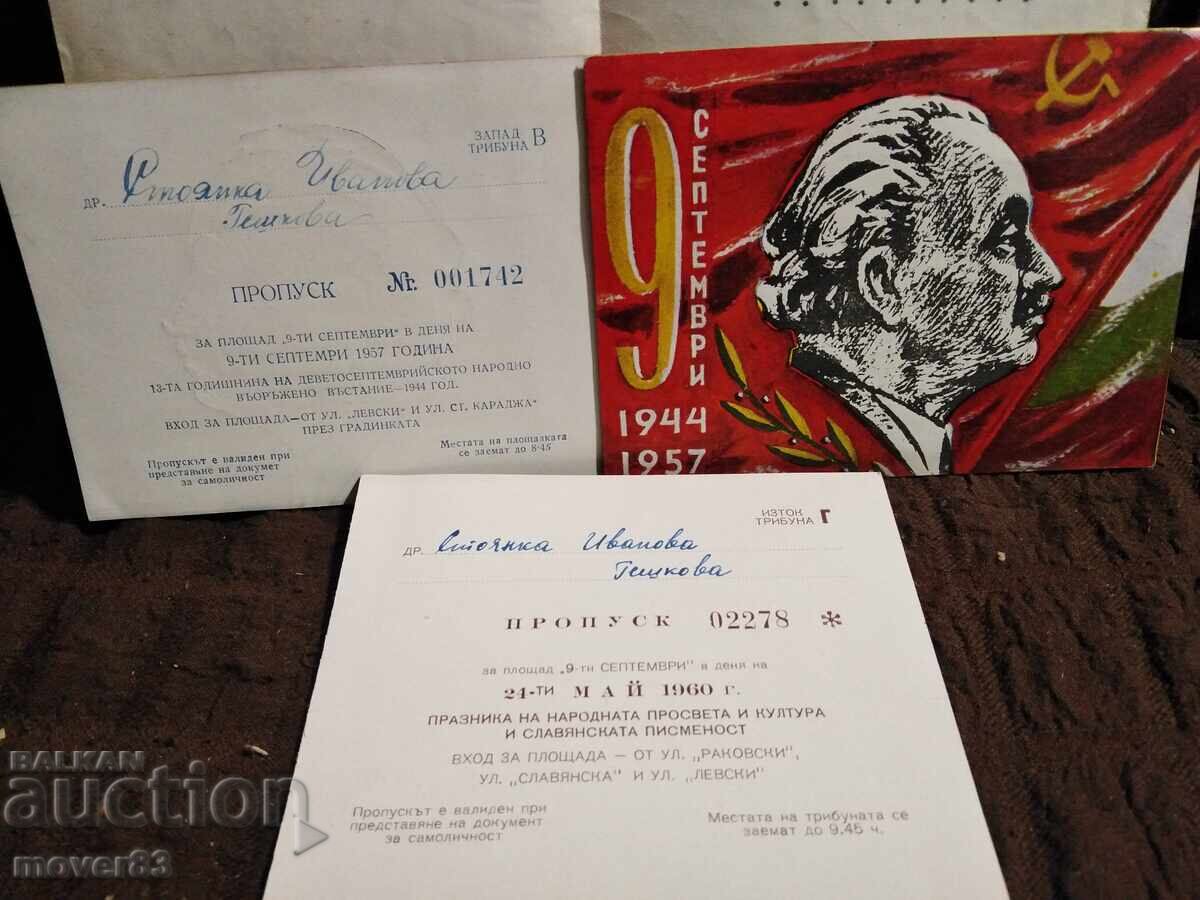 ЗАПАД
ТРИБУНА В
ДР. Стоянка Иванова
Гешкова
ПРОПУСК № 001742
ЗА ПЛОЩАД „9-ТИ СЕПТЕМВРИ" В ДЕНЯ НА
9-ТИ СЕПТЕМВРИ 1957 ГОДИНА
13-ТА ГОДИШНИНА НА ДЕВЕТОСЕПТЕМВРИЙСКОТО НАРОДНО
ВЪОРЪЖЕНО ВЪСТАНИЕ—1944 ГОД.
ВХОД ЗА ПЛОЩАДА—ОТ УЛ. „ЛЕВСКИ" И УЛ. СТ. КАРАДЖА"
ПРЕЗ ГРАДИНКАТА
Пропускът е валиден при
представяне на документ
за самоличност
Местата на площадката
се заемат до 8·45
9
СЕПТЕМВРИ
1944
1957
ИЗТОК
ТРИБУНА Г
ДР. Стоянка Иванова
Гешкова
ПРОПУСК 02278 *
за площад „9-ти СЕПТЕМВРИ" в деня на
24-ТИ МАЙ 1960 г.
ПРАЗНИКА НА НАРОДНАТА ПРОСВЕТА И КУЛТУРА
И СЛАВЯНСКАТА ПИСМЕНОСТ
ВХОД ЗА ПЛОЩАДА — ОТ УЛ. „РАКОВСКИ",
УЛ. „СЛАВЯНСКА" И УЛ. „ЛЕВСКИ"
Пропускът е валиден при
представяне на документ
за самоличност
Местата на трибуната се
заемат до 9,45 ч.
BALKAN
auction
mover83